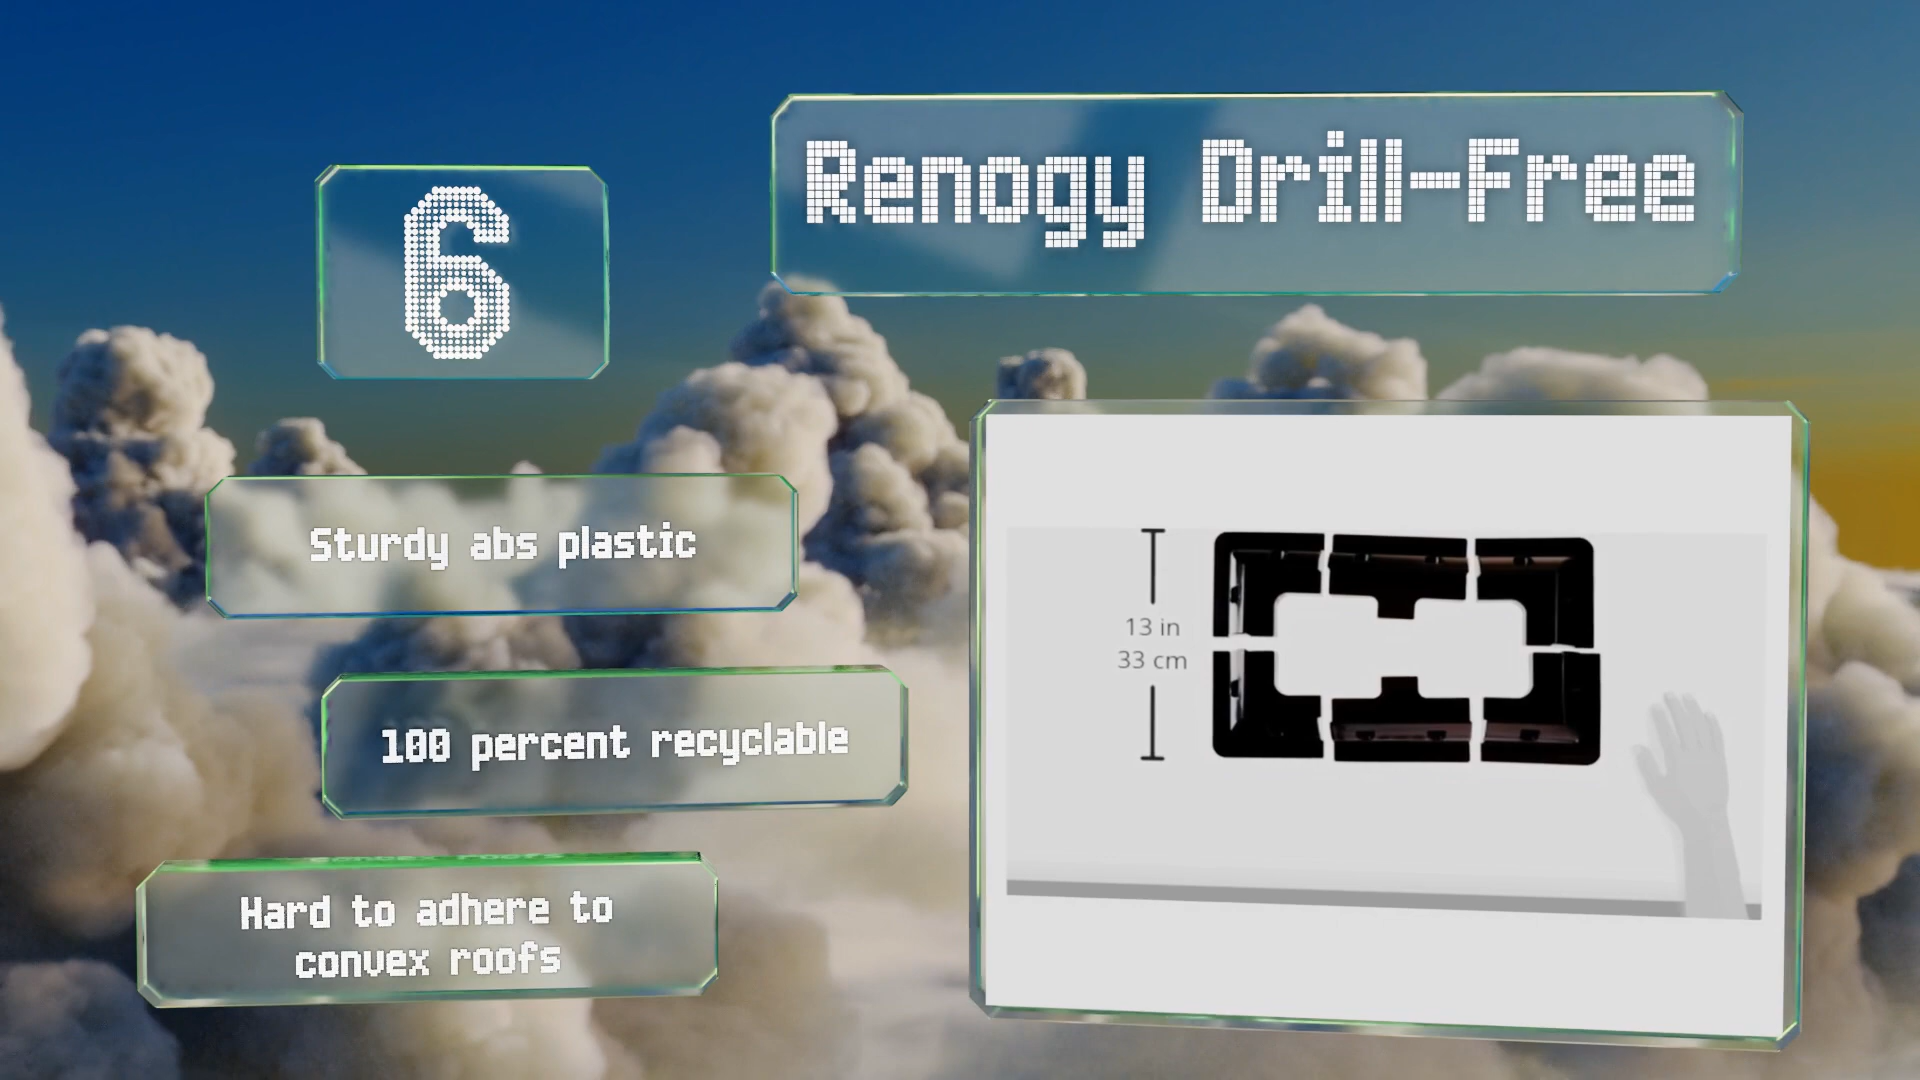 6
Renogy Drill-Free
Sturdy abs plastic
100 percent recyclable
Hard to adhere to
convex roofs
13 in
33 cm